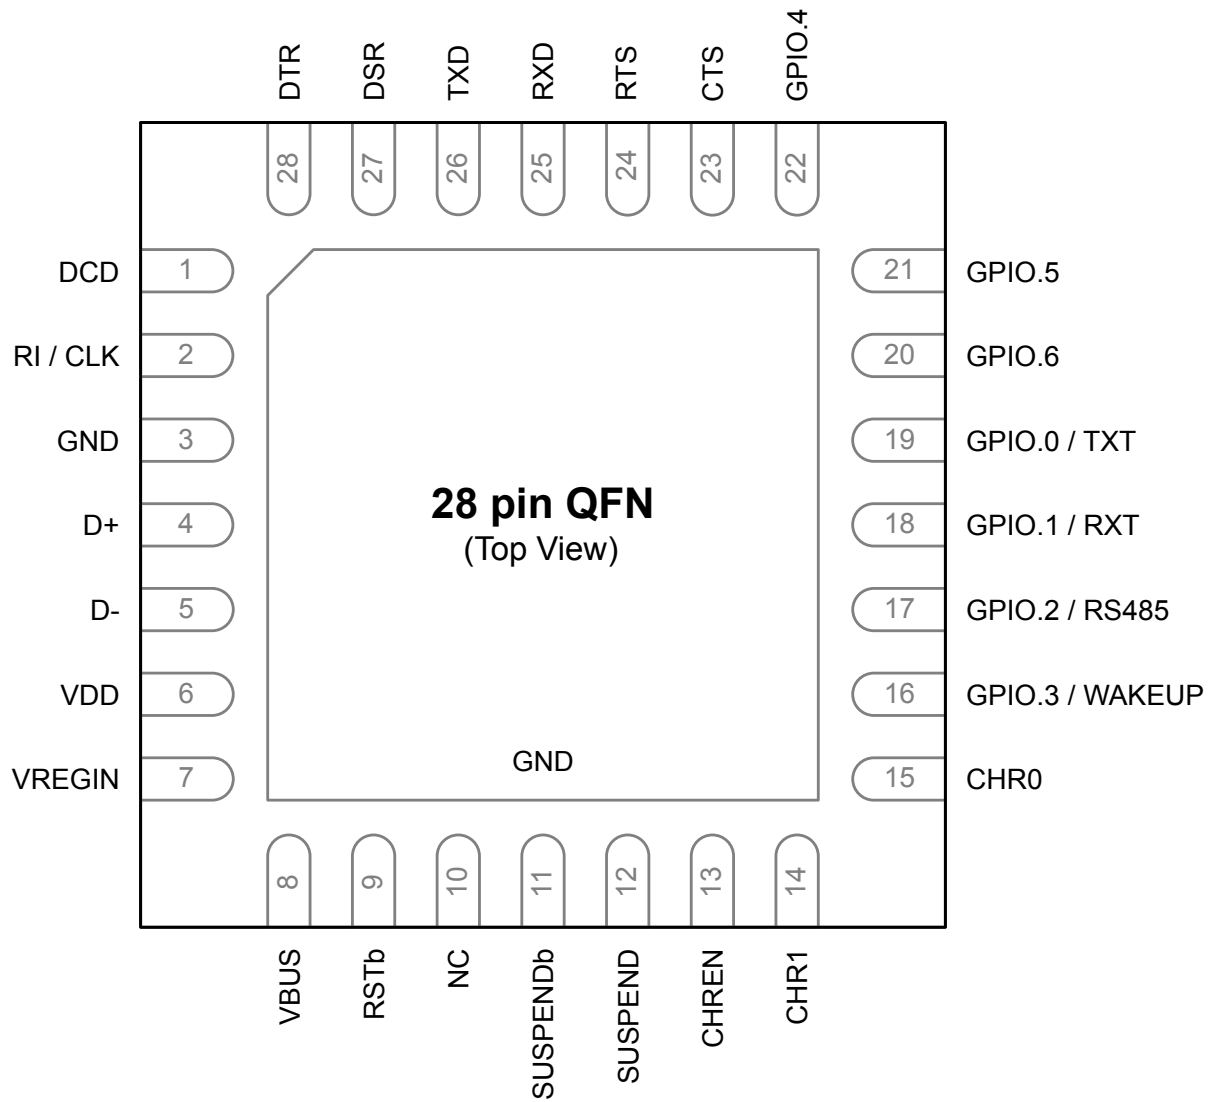 DTR
DSR
TXD
RXD
RTS
CTS
GPIO.4
28
27
26
25
24
23
22
DCD 1
21 GPIO.5
RI / CLK 2
20 GPIO.6
GND 3
19 GPIO.0 / TXT
D+ 4
18 GPIO.1 / RXT
D- 5
17 GPIO.2 / RS485
VDD 6
16 GPIO.3 / WAKEUP
VREGIN 7
15 CHR0
28 pin QFN
(Top View)
GND
8
9
10
11
12
13
14
VBUS
RSTb
NC
SUSPENDb
SUSPEND
CHREN
CHR1